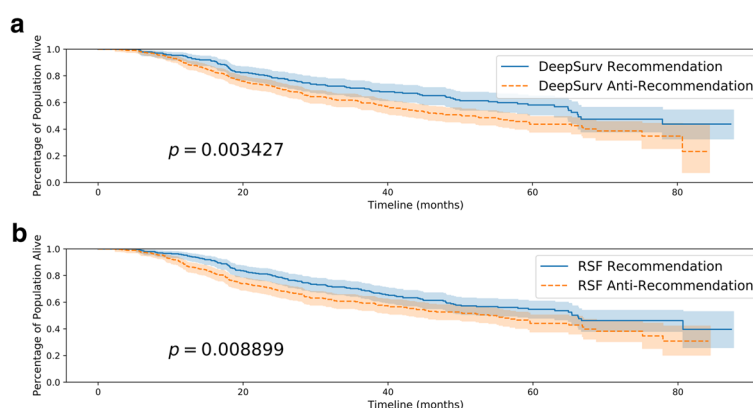 a
Percentage of Population Alive
1.0
0.8
0.6
0.4
0.2
0.0
DeepSurv Recommendation
DeepSurv Anti-Recommendation
p = 0.003427
0 20 40 60 80
Timeline (months)
b
Percentage of Population Alive
1.0
0.8
0.6
0.4
0.2
0.0
RSF Recommendation
RSF Anti-Recommendation
p = 0.008899
0 20 40 60 80
Timeline (months)